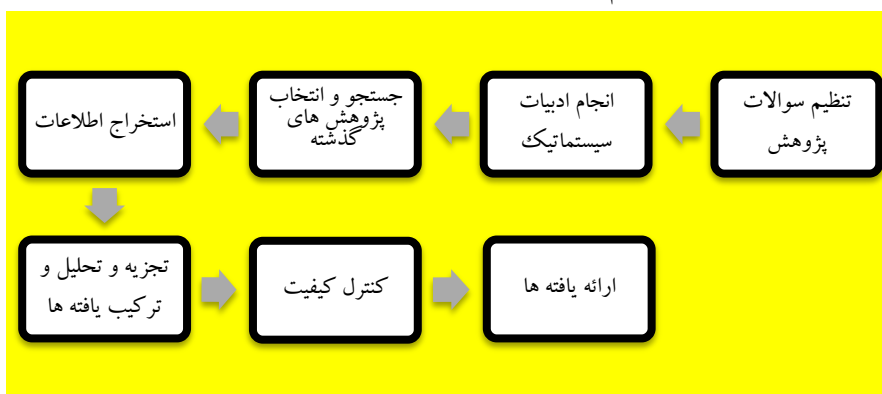 تنظیم سوالات
پژوهش
انجام ادبیات
سیستماتیک
جستجو و انتخاب
پژوهش های
گذشته
استخراج اطلاعات
تجزیه و تحلیل و
ترکیب یافته ها
کنترل کیفیت
ارائه یافته ها